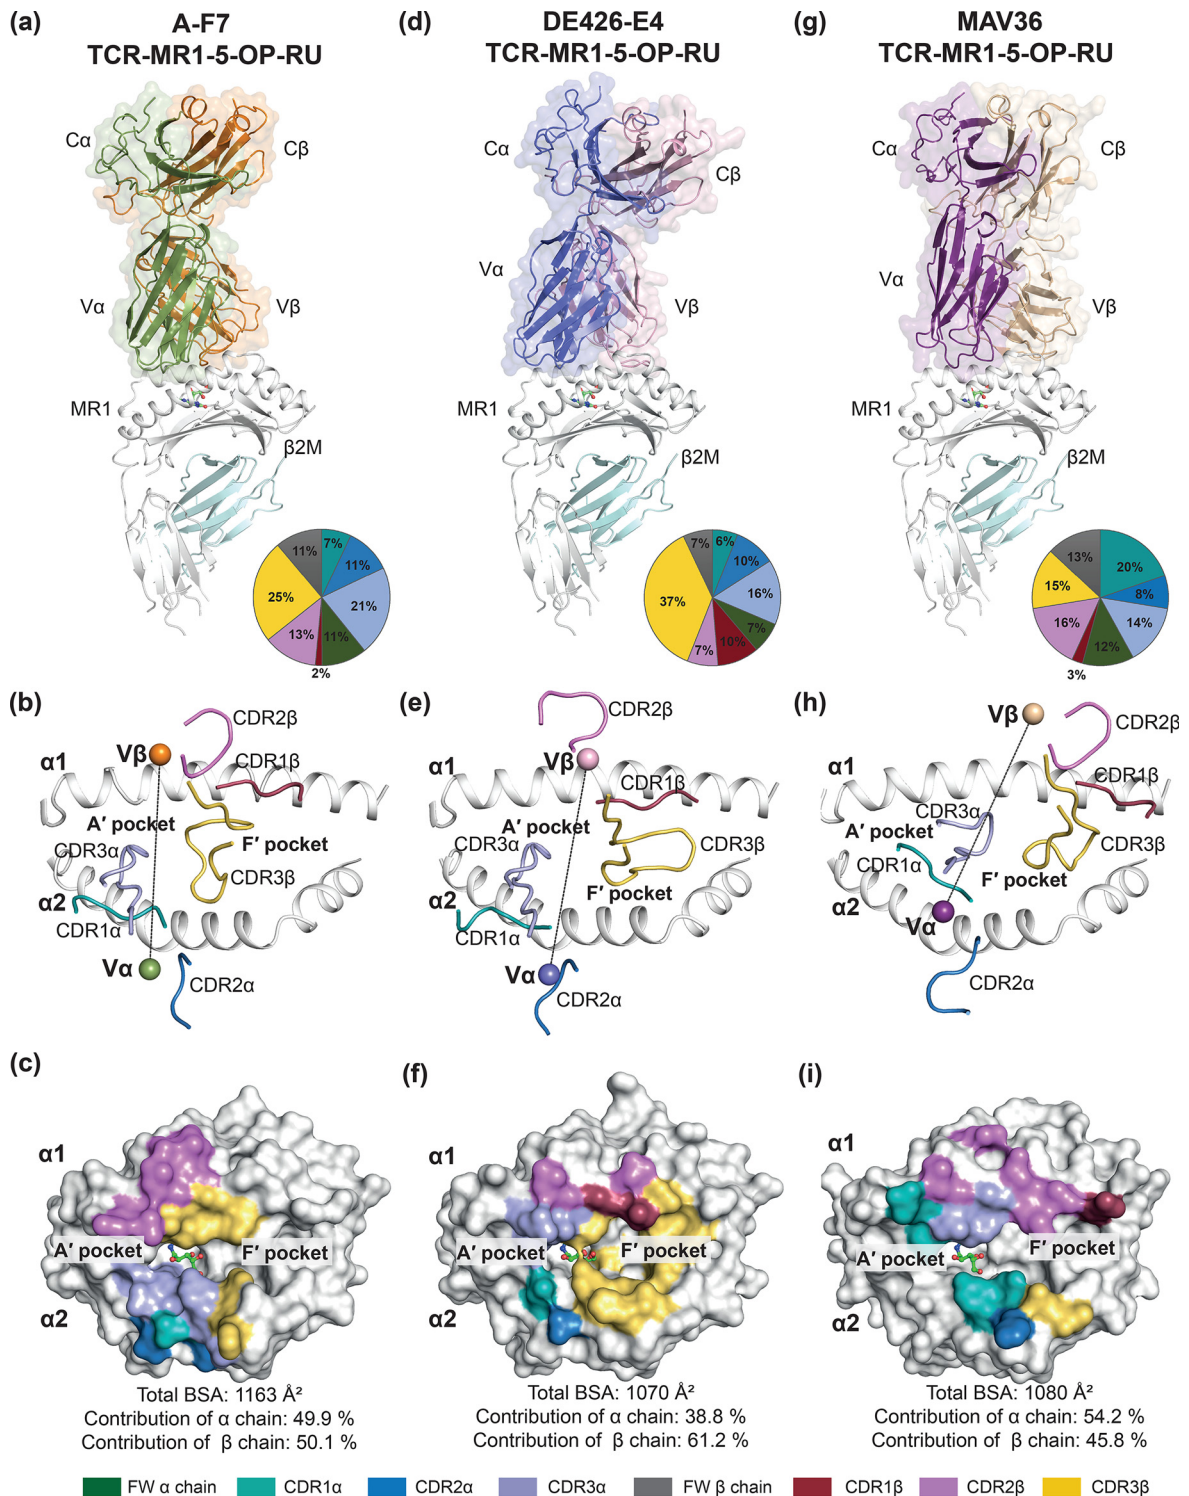 (a)
A-F7
TCR-MR1-5-OP-RU
Cα
Cβ
Vα
Vβ
MR1
β2M
11%
7%
11%
21%
11%
2%
13%
25%
(d)
DE426-E4
TCR-MR1-5-OP-RU
Cα
Cβ
Vα
Vβ
MR1
β2M
7%
6%
10%
16%
7%
10%
7%
37%
(g)
MAV36
TCR-MR1-5-OP-RU
Cα
Cβ
Vα
Vβ
MR1
β2M
13%
20%
8%
14%
12%
3%
16%
15%
(b)
CDR2β
Vβ
α1
CDR1β
A′ pocket
F′ pocket
CDR3α
CDR3β
α2
CDR1α
Vα
CDR2α
(e)
CDR2β
Vβ
α1
CDR1β
A′ pocket
CDR3α
CDR3β
F′ pocket
α2
CDR1α
Vα
CDR2α
(h)
Vβ
CDR2β
α1
CDR1β
CDR3α
A′ pocket
CDR1α
CDR3β
F′ pocket
α2
Vα
CDR2α
(c)
α1
A′ pocket
F′ pocket
α2
Total BSA: 1163 Å²
Contribution of α chain: 49.9 %
Contribution of β chain: 50.1 %
(f)
α1
A′ pocket
F′ pocket
α2
Total BSA: 1070 Å²
Contribution of α chain: 38.8 %
Contribution of β chain: 61.2 %
(i)
α1
A′ pocket
F′ pocket
α2
Total BSA: 1080 Å²
Contribution of α chain: 54.2 %
Contribution of β chain: 45.8 %
FW α chain
CDR1α
CDR2α
CDR3α
FW β chain
CDR1β
CDR2β
CDR3β